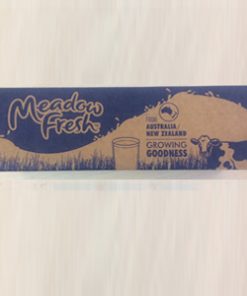 Meadow
Fresh
FROM
AUSTRALIA/
NEW ZEALAND
GROWING
GOODNESS